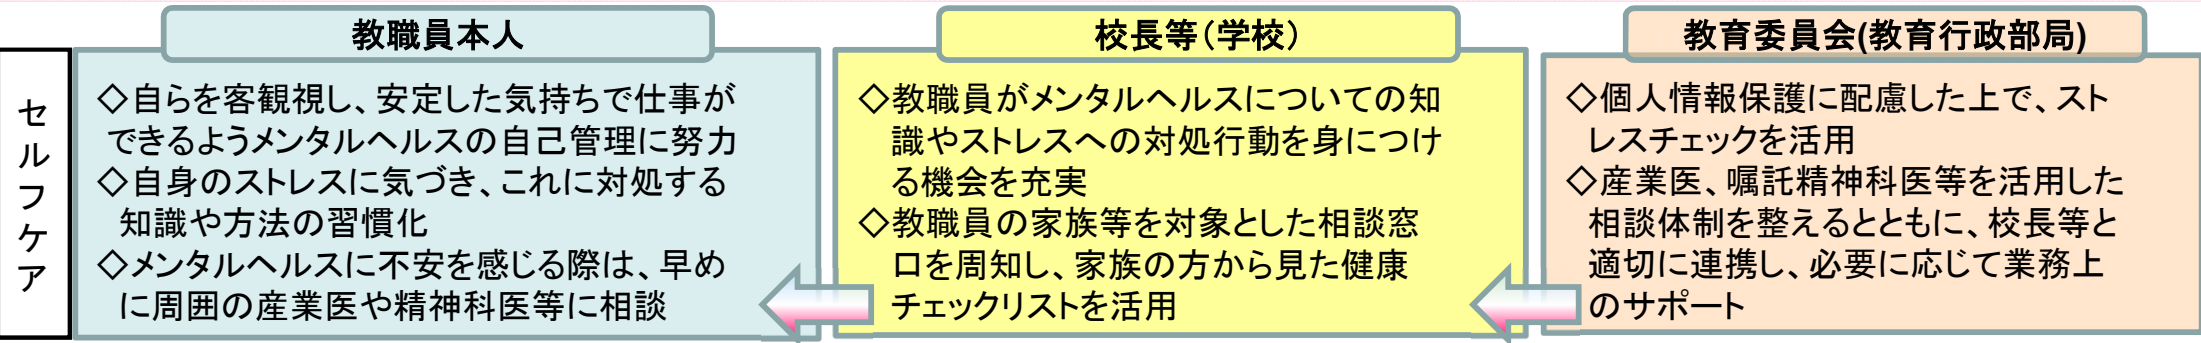 セルフケア
教職員本人
◇自らを客観視し、安定した気持ちで仕事が
できるようメンタルヘルスの自己管理に努力
◇自身のストレスに気づき、これに対処する
知識や方法の習慣化
◇メンタルヘルスに不安を感じる際は、早め
に周囲の産業医や精神科医等に相談
校長等(学校)
◇教職員がメンタルヘルスについての知
識やストレスへの対処行動を身につけ
る機会を充実
◇教職員の家族等を対象とした相談窓
口を周知し、家族の方から見た健康
チェックリストを活用
教育委員会(教育行政部局)
◇個人情報保護に配慮した上で、スト
レスチェックを活用
◇産業医、嘱託精神科医等を活用した
相談体制を整えるとともに、校長等と
適切に連携し、必要に応じて業務上
のサポート